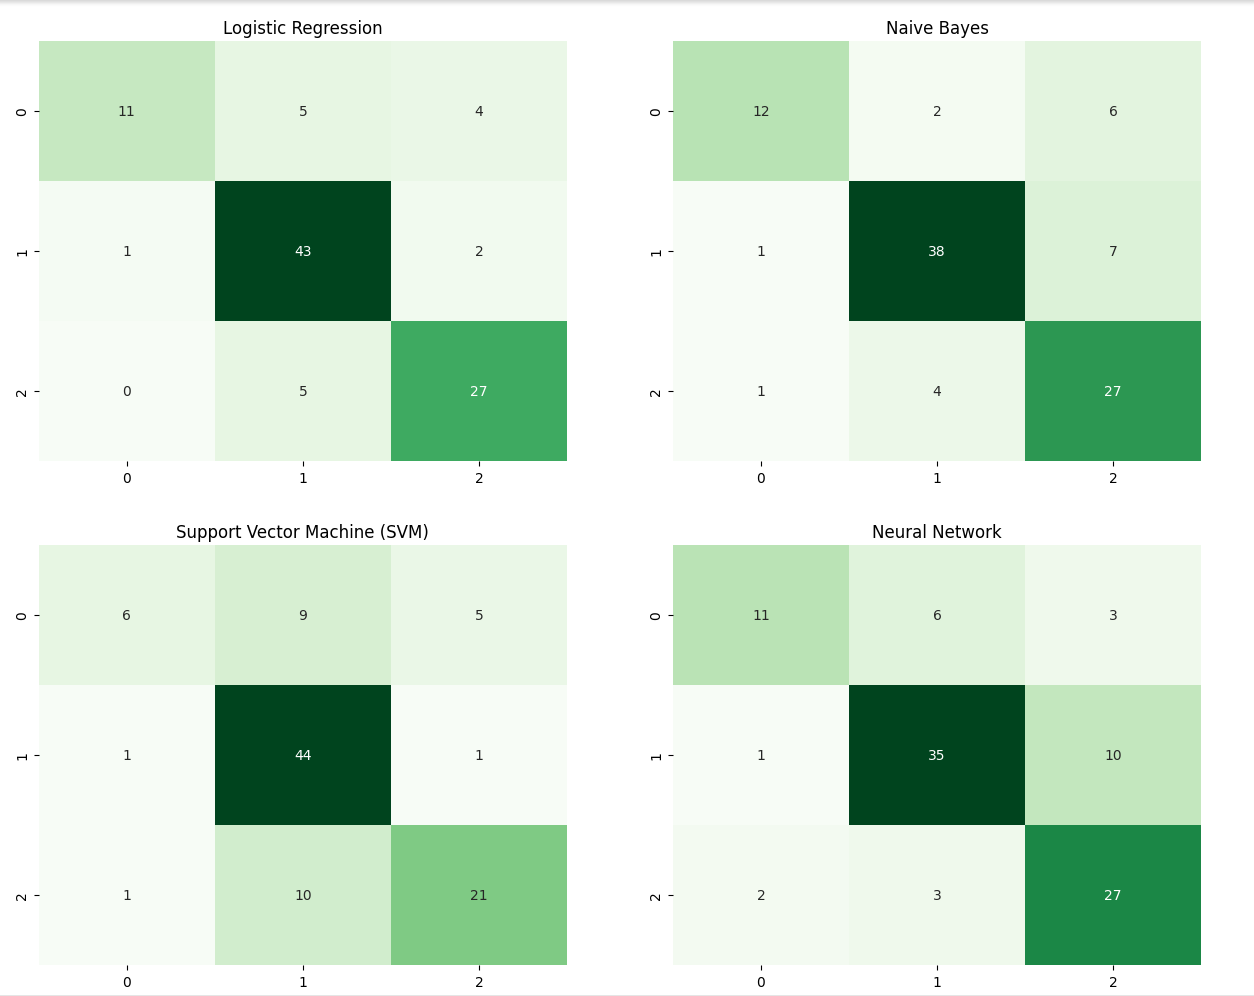 Logistic Regression
0 11 5 4
1 1 43 2
2 0 5 27
0 1 2
Naive Bayes
0 12 2 6
1 1 38 7
2 1 4 27
0 1 2
Support Vector Machine (SVM)
0 6 9 5
1 1 44 1
2 1 10 21
0 1 2
Neural Network
0 11 6 3
1 1 35 10
2 2 3 27
0 1 2